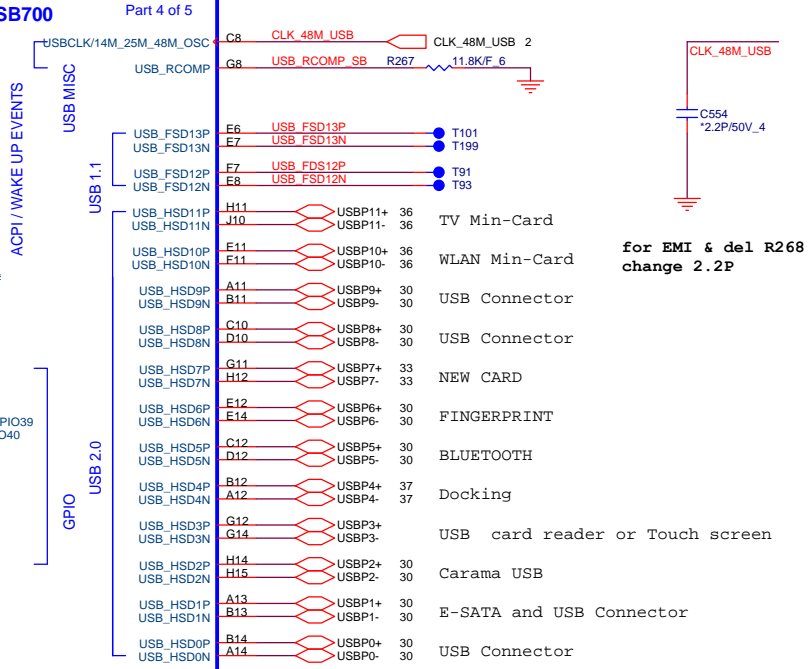 SB700
Part 4 of 5
USBCLK/14M_25M_48M_OSC C8 CLK_48M_USB CLK_48M_USB 2
USB_RCOMP G8 USB_RCOMP_SB R267 11.8K/F_6
USB MISC
ACPI / WAKE UP EVENTS
USB_FSD13P E6 USB_FSD13P T101
USB_FSD13N E7 USB_FSD13N T199
USB_FSD12P F7 USB_FDS12P T91
USB_FSD12N E8 USB_FSD12N T93
USB 1.1
USB_HSD11P H11 USBP11+ 36
USB_HSD11N J10 USBP11- 36
TV Min-Card
USB_HSD10P E11 USBP10+ 36
USB_HSD10N F11 USBP10- 36
WLAN Min-Card
USB_HSD9P A11 USBP9+ 30
USB_HSD9N B11 USBP9- 30
USB Connector
USB_HSD8P C10 USBP8+ 30
USB_HSD8N D10 USBP8- 30
USB Connector
USB_HSD7P G11 USBP7+ 33
USB_HSD7N H12 USBP7- 33
NEW CARD
USB_HSD6P E12 USBP6+ 30
USB_HSD6N E14 USBP6- 30
FINGERPRINT
PIO39
O40
USB_HSD5P C12 USBP5+ 30
USB_HSD5N D12 USBP5- 30
BLUETOOTH
USB 2.0
USB_HSD4P B12 USBP4+ 37
USB_HSD4N A12 USBP4- 37
Docking
GPIO
USB_HSD3P G12 USBP3+
USB_HSD3N G14 USBP3-
USB card reader or Touch screen
USB_HSD2P H14 USBP2+ 30
USB_HSD2N H15 USBP2- 30
Carama USB
USB_HSD1P A13 USBP1+ 30
USB_HSD1N B13 USBP1- 30
E-SATA and USB Connector
USB_HSD0P B14 USBP0+ 30
USB_HSD0N A14 USBP0- 30
USB Connector
CLK_48M_USB
C554
*2.2P/50V_4
for EMI & del R268
change 2.2P